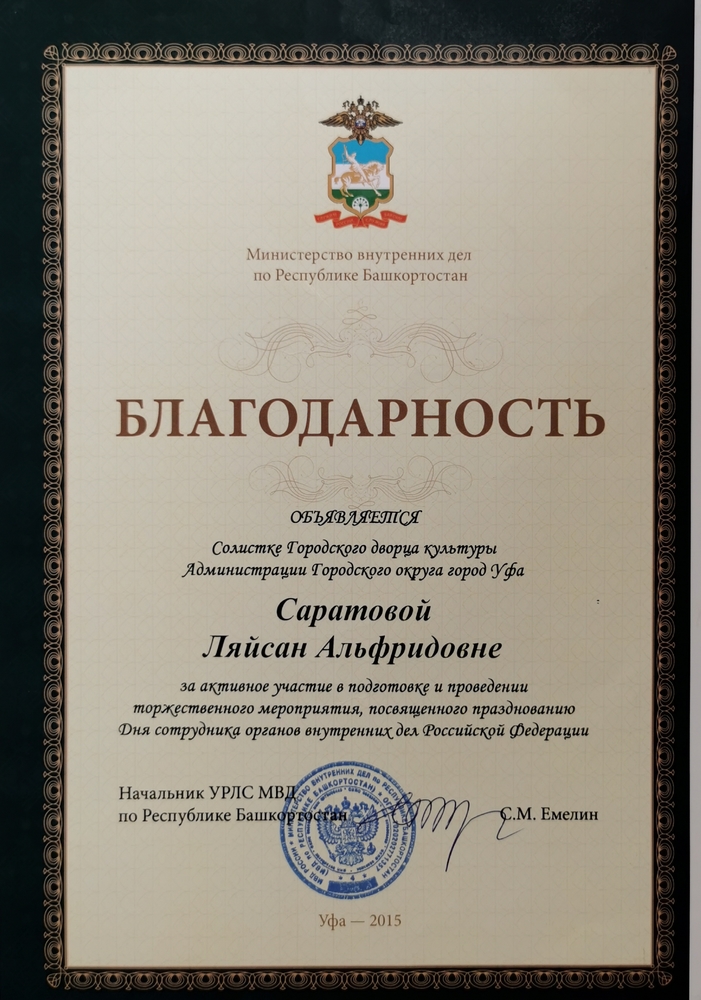 Министерство внутренних дел
по Республике Башкортостан
БЛАГОДАРНОСТЬ
ОБЪЯВЛЯЕТСЯ
Солистке Городского дворца культуры
Администрации Городского округа город Уфа
Саратовой
Ляйсан Альфридовне
за активное участие в подготовке и проведении
торжественного мероприятия, посвященного празднованию
Дня сотрудника органов внутренних дел Российской Федерации
Начальник УРЛС МВД
по Республике Башкортостан
С.М. Емелин
Уфа — 2015